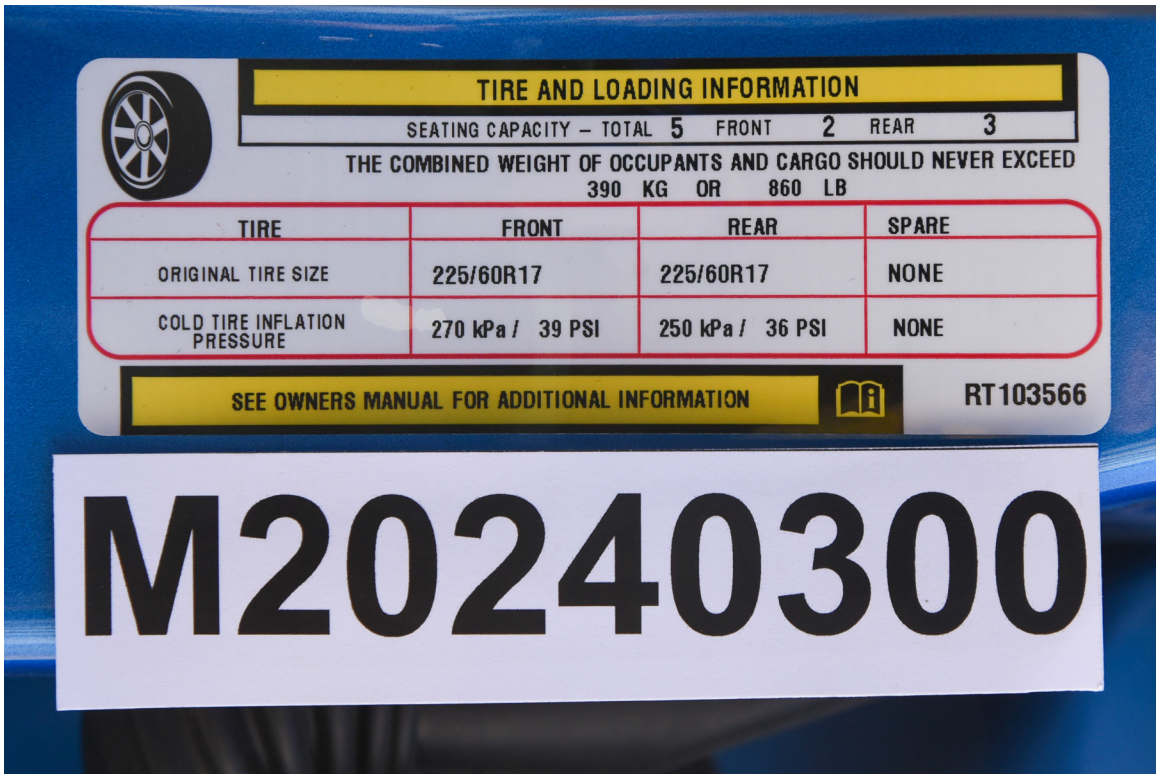 TIRE AND LOADING INFORMATION
SEATING CAPACITY – TOTAL 5 FRONT 2 REAR 3
THE COMBINED WEIGHT OF OCCUPANTS AND CARGO SHOULD NEVER EXCEED
390 KG OR 860 LB
TIRE FRONT REAR SPARE
ORIGINAL TIRE SIZE 225/60R17 225/60R17 NONE
COLD TIRE INFLATION
PRESSURE 270 kPa / 39 PSI 250 kPa / 36 PSI NONE
SEE OWNERS MANUAL FOR ADDITIONAL INFORMATION
RT103566
M20240300